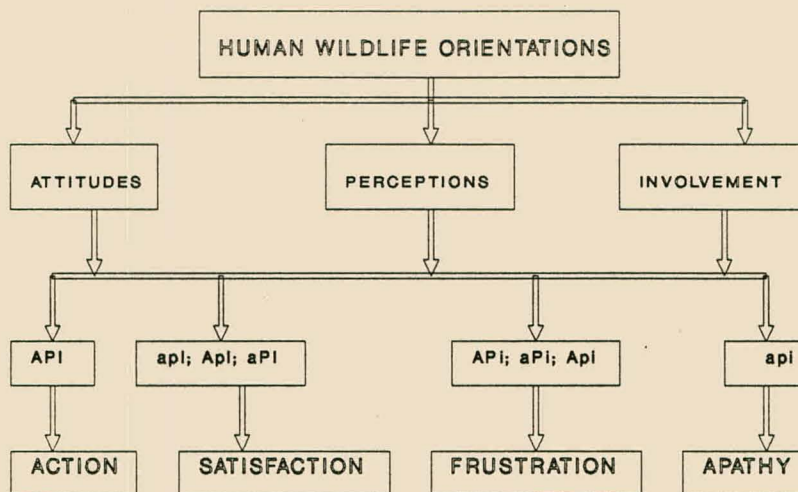 HUMAN WILDLIFE ORIENTATIONS
ATTITUDES PERCEPTIONS INVOLVEMENT
API apI; ApI; aPI APi; aPi; Api api
ACTION SATISFACTION FRUSTRATION APATHY